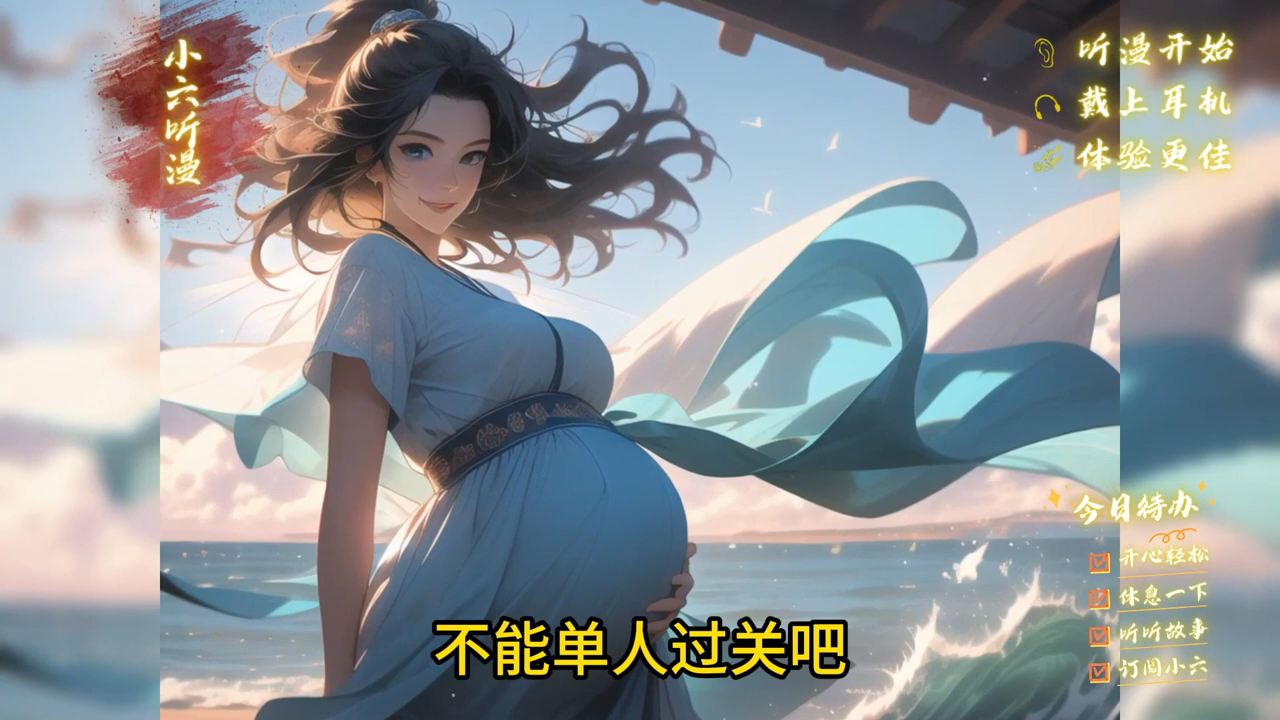 小六听漫
听漫开始
戴上耳机
体验更佳
今日待办
开心轻松
休息一下
听听故事
订阅小六
不能单人过关吧